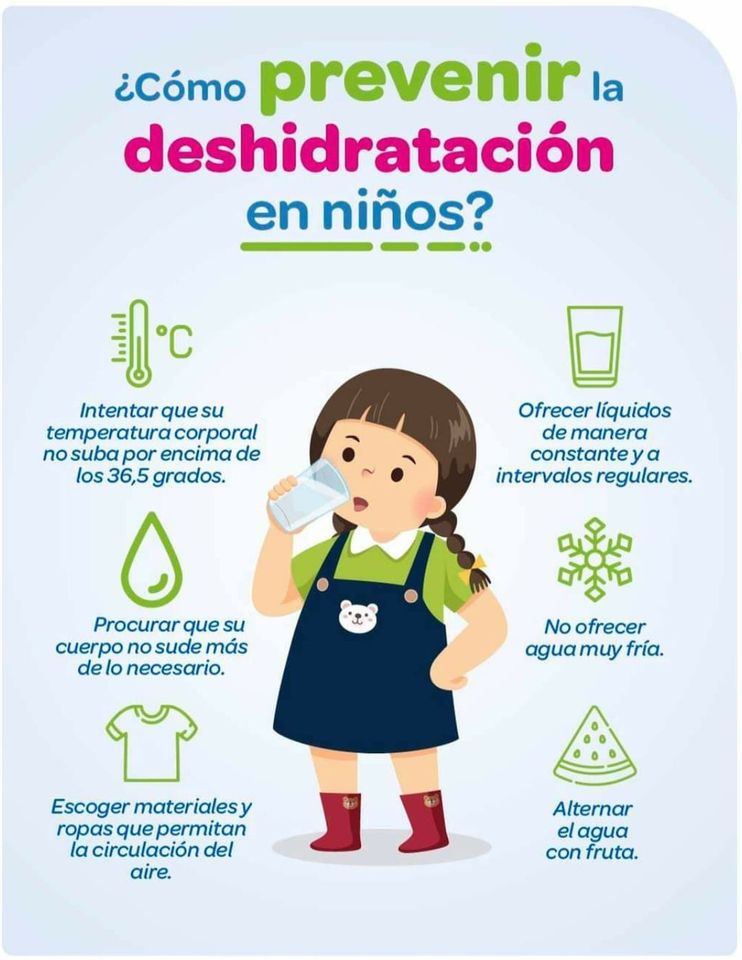 ¿Cómo prevenir la
deshidratación
en niños?
°C
Intentar que su
temperatura corporal
no suba por encima de
los 36,5 grados.
Ofrecer líquidos
de manera
constante y a
intervalos regulares.
Procurar que su
cuerpo no sude más
de lo necesario.
No ofrecer
agua muy fría.
Escoger materiales y
ropas que permitan
la circulación del
aire.
Alternar
el agua
con fruta.